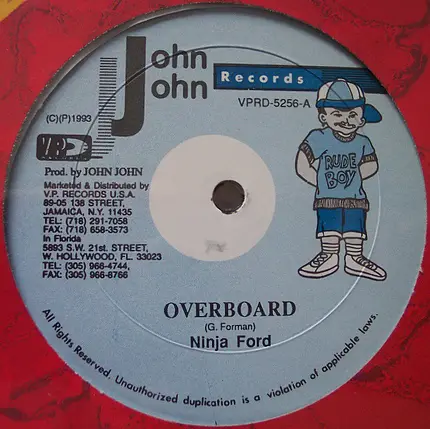 John
John
Records
VPRD-5256-A
(C)(P)1993
VP
RECORDS
Prod. by JOHN JOHN
Marketed & Distributed by
V.P. RECORDS U.S.A.
89-05 138 STREET,
JAMAICA, N.Y. 11435
TEL: (718) 291-7058
FAX: (718) 658-3573
In Florida
5893 S.W. 21st. STREET,
W. HOLLYWOOD, FL. 33023
TEL: (305) 966-4744,
FAX: (305) 966-8766
RUDE
BOY
OVERBOARD
(G. Forman)
Ninja Ford
All Rights Reserved. Unauthorized duplication is a violation of applicable laws.